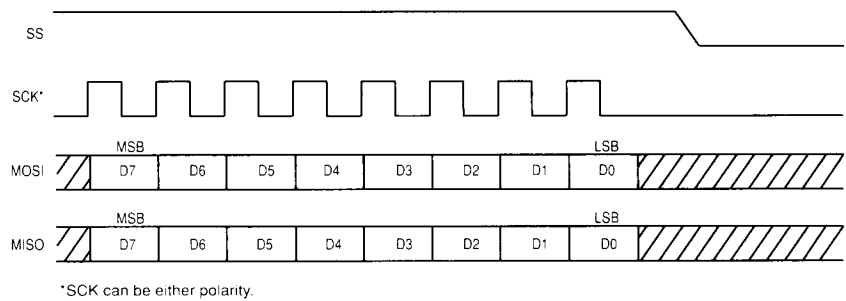 SS
SCK*
MSB LSB
MOSI D7 D6 D5 D4 D3 D2 D1 D0
MSB LSB
MISO D7 D6 D5 D4 D3 D2 D1 D0
*SCK can be either polarity.